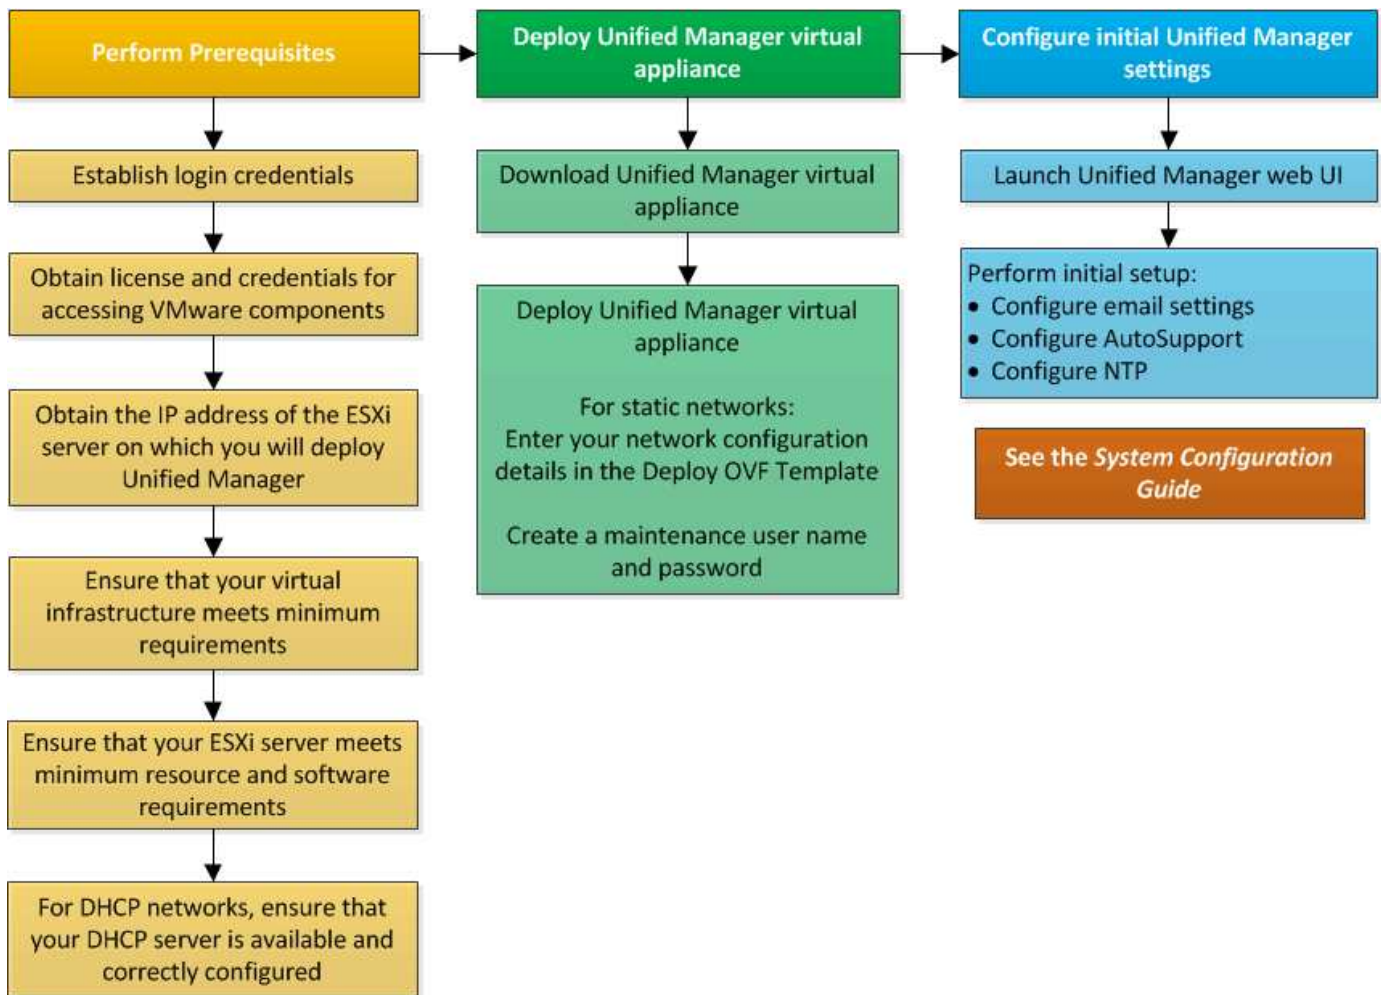 Perform Prerequisites
Establish login credentials
Obtain license and credentials for
accessing VMware components
Obtain the IP address of the ESXi
server on which you will deploy
Unified Manager
Ensure that your virtual
infrastructure meets minimum
requirements
Ensure that your ESXi server meets
minimum resource and software
requirements
For DHCP networks, ensure that
your DHCP server is available and
correctly configured
Deploy Unified Manager virtual
appliance
Download Unified Manager virtual
appliance
Deploy Unified Manager virtual
appliance
For static networks:
Enter your network configuration
details in the Deploy OVF Template
Create a maintenance user name
and password
Configure initial Unified Manager
settings
Launch Unified Manager web UI
Perform initial setup:
• Configure email settings
• Configure AutoSupport
• Configure NTP
See the System Configuration
Guide